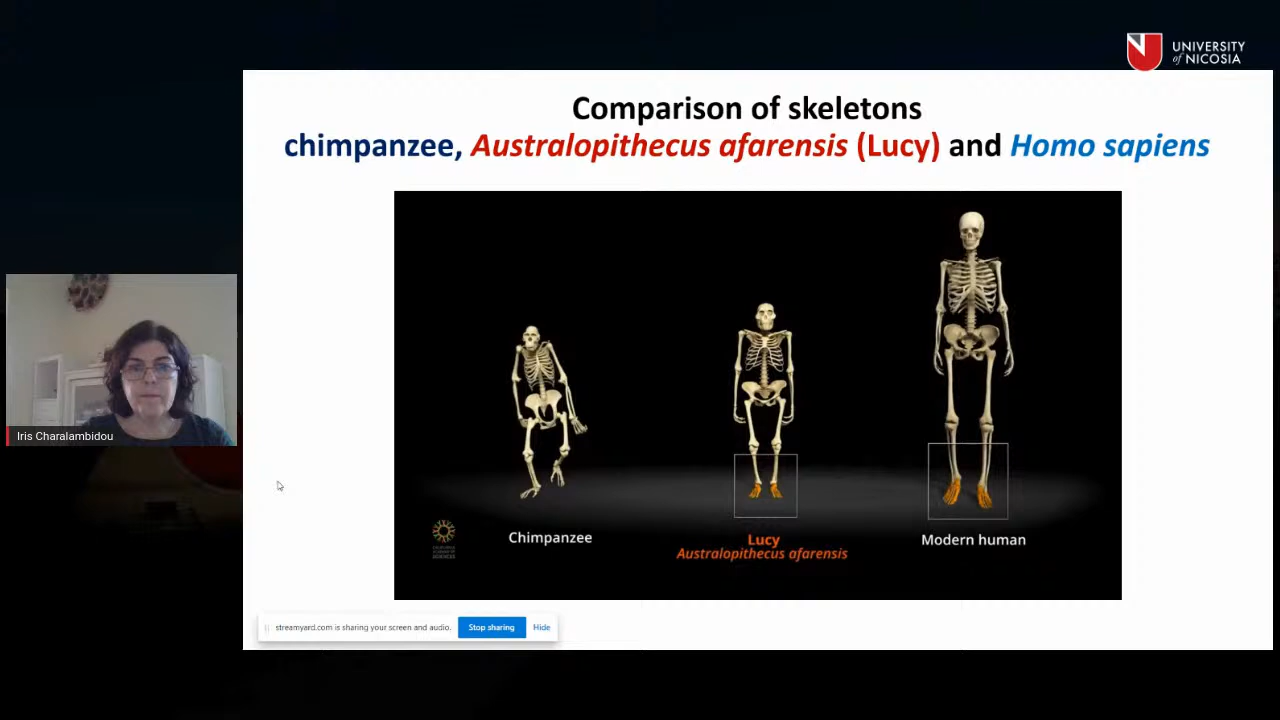 UNIVERSITY
of NICOSIA
Comparison of skeletons
chimpanzee, Australopithecus afarensis (Lucy) and Homo sapiens
Iris Charalambidou
Chimpanzee
Lucy
Australopithecus afarensis
Modern human
streamyard.com is sharing your screen and audio.
Stop sharing
Hide